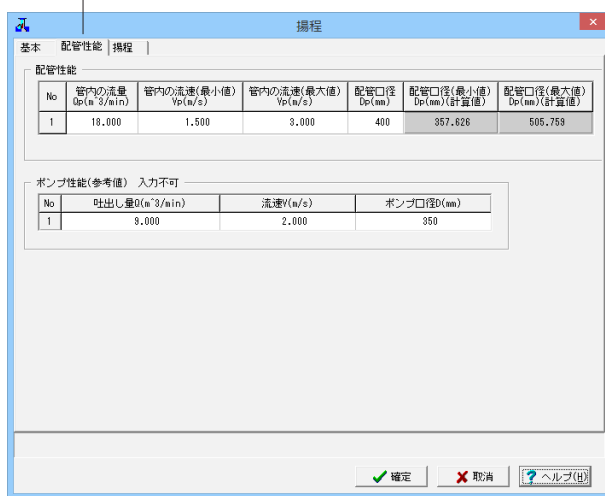 揚程
×
基本 配管性能 揚程
配管性能
No 管内の流量 管内の流速(最小値) 管内の流速(最大値) 配管口径 配管口径(最小値) 配管口径(最大値)
Qp(m^3/min) Vp(m/s) Vp(m/s) Dp(mm) Dp(mm)(計算値) Dp(mm)(計算値)
1 18.000 1.500 3.000 400 357.626 505.759
ポンプ性能(参考値) 入力不可
No 吐出し量Q(m^3/min) 流速V(m/s) ポンプ口径D(mm)
1 9.000 2.000 350
確定 取消 ? ヘルプ(H)